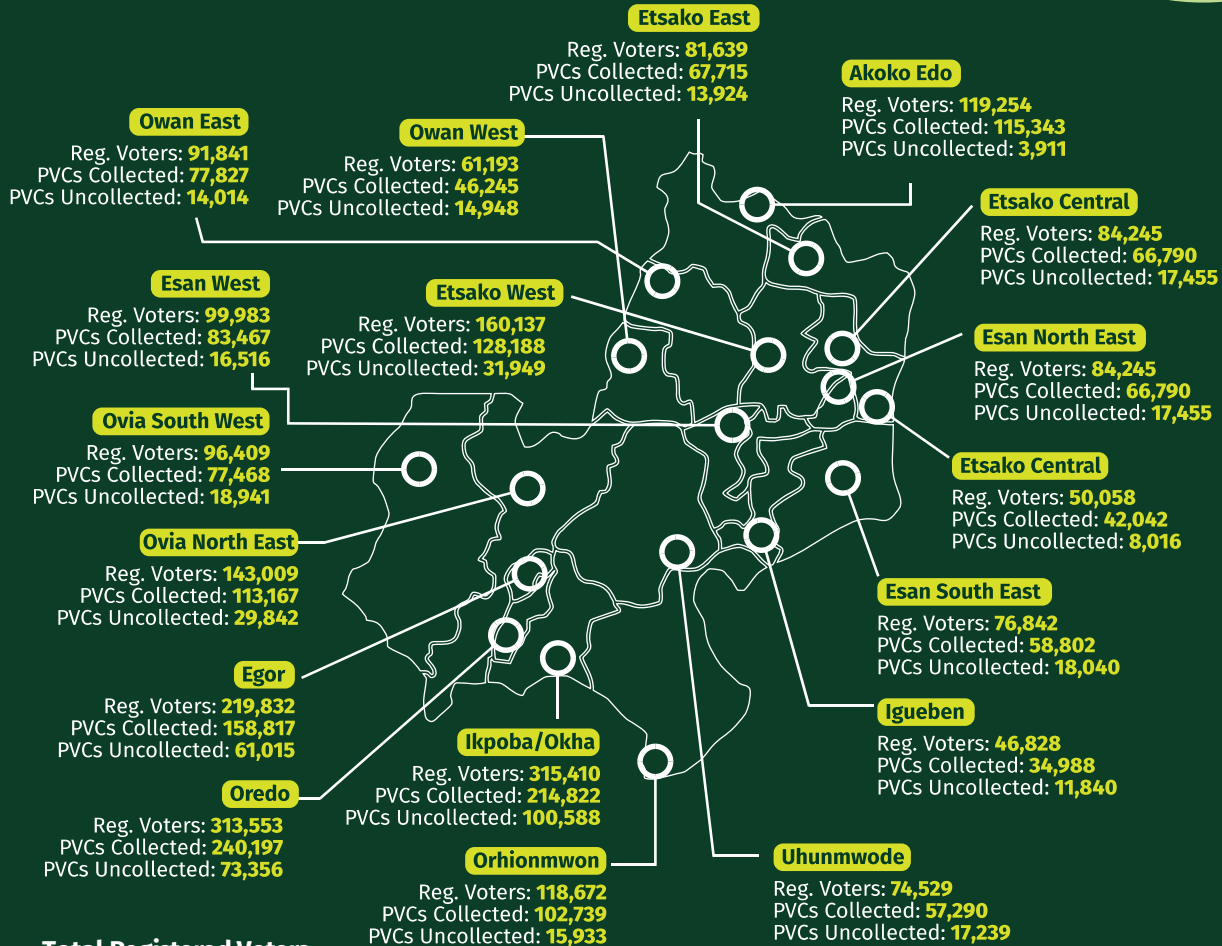 Etsako East
Reg. Voters: 81,639
PVCs Collected: 67,715
PVCs Uncollected: 13,924
Akoko Edo
Reg. Voters: 119,254
PVCs Collected: 115,343
PVCs Uncollected: 3,911
Owan East
Reg. Voters: 91,841
PVCs Collected: 77,827
PVCs Uncollected: 14,014
Owan West
Reg. Voters: 61,193
PVCs Collected: 46,245
PVCs Uncollected: 14,948
Etsako Central
Reg. Voters: 84,245
PVCs Collected: 66,790
PVCs Uncollected: 17,455
Esan West
Reg. Voters: 99,983
PVCs Collected: 83,467
PVCs Uncollected: 16,516
Etsako West
Reg. Voters: 160,137
PVCs Collected: 128,188
PVCs Uncollected: 31,949
Esan North East
Reg. Voters: 84,245
PVCs Collected: 66,790
PVCs Uncollected: 17,455
Ovia South West
Reg. Voters: 96,409
PVCs Collected: 77,468
PVCs Uncollected: 18,941
Etsako Central
Reg. Voters: 50,058
PVCs Collected: 42,042
PVCs Uncollected: 8,016
Ovia North East
Reg. Voters: 143,009
PVCs Collected: 113,167
PVCs Uncollected: 29,842
Esan South East
Reg. Voters: 76,842
PVCs Collected: 58,802
PVCs Uncollected: 18,040
Egor
Reg. Voters: 219,832
PVCs Collected: 158,817
PVCs Uncollected: 61,015
Igueben
Reg. Voters: 46,828
PVCs Collected: 34,988
PVCs Uncollected: 11,840
Ikpoba/Okha
Reg. Voters: 315,410
PVCs Collected: 214,822
PVCs Uncollected: 100,588
Oredo
Reg. Voters: 313,553
PVCs Collected: 240,197
PVCs Uncollected: 73,356
Orhionmwon
Reg. Voters: 118,672
PVCs Collected: 102,739
PVCs Uncollected: 15,933
Uhunmwode
Reg. Voters: 74,529
PVCs Collected: 57,290
PVCs Uncollected: 17,239
Total Registered Voters